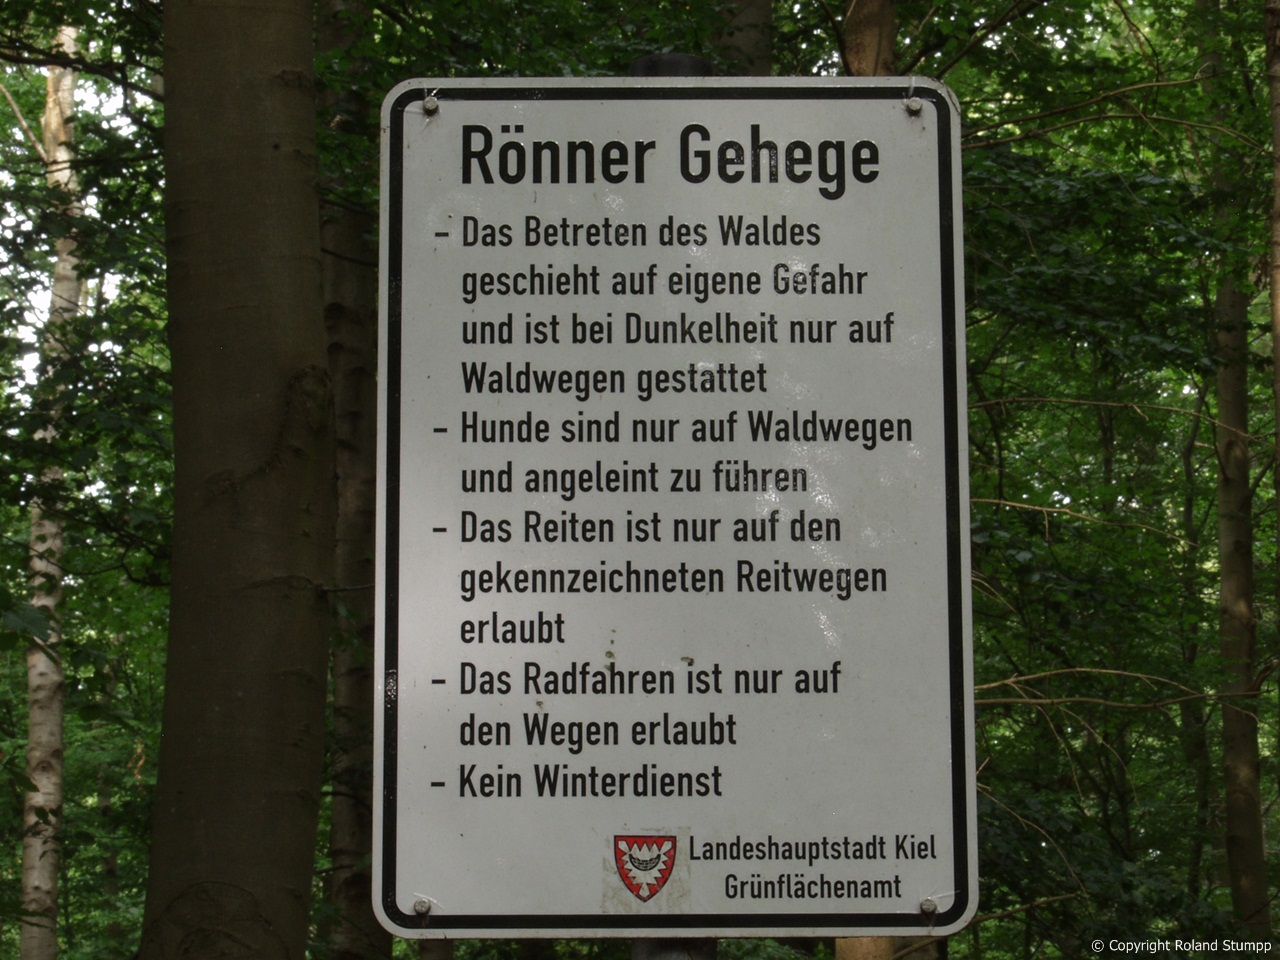 Rönner Gehege
– Das Betreten des Waldes
geschieht auf eigene Gefahr
und ist bei Dunkelheit nur auf
Waldwegen gestattet
– Hunde sind nur auf Waldwegen
und angeleint zu führen
– Das Reiten ist nur auf den
gekennzeichneten Reitwegen
erlaubt
– Das Radfahren ist nur auf
den Wegen erlaubt
– Kein Winterdienst
Landeshauptstadt Kiel
Grünflächenamt
© Copyright Roland Stumpp